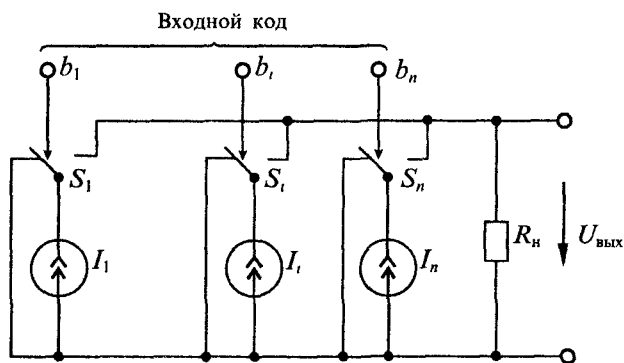 Входной код
b₁ bᵢ bₙ
S₁ Sᵢ Sₙ
I₁ Iᵢ Iₙ Rн Uвых